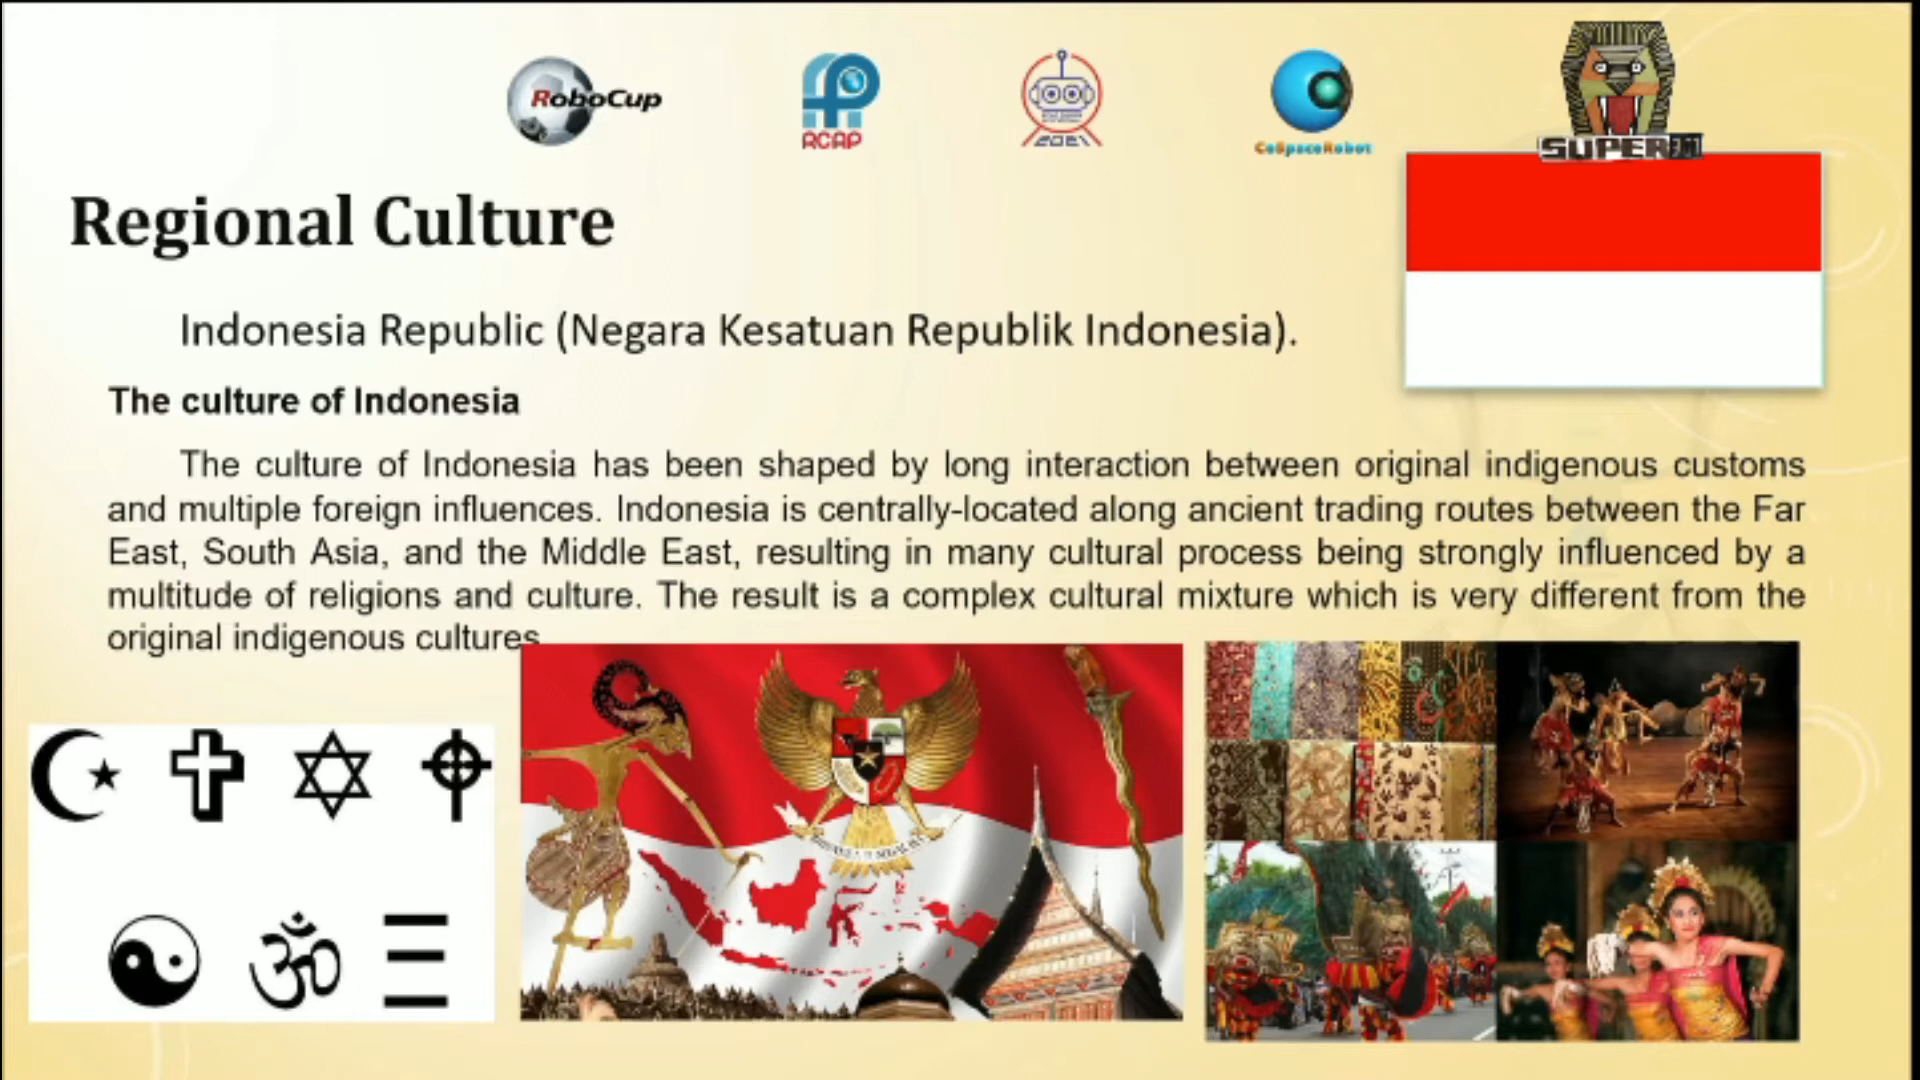 RoboCup
RCAP
2021
CoSpaceRobot
SUPER
Regional Culture
Indonesia Republic (Negara Kesatuan Republik Indonesia).
The culture of Indonesia
The culture of Indonesia has been shaped by long interaction between original indigenous customs
and multiple foreign influences. Indonesia is centrally-located along ancient trading routes between the Far
East, South Asia, and the Middle East, resulting in many cultural process being strongly influenced by a
multitude of religions and culture. The result is a complex cultural mixture which is very different from the
original indigenous cultures.